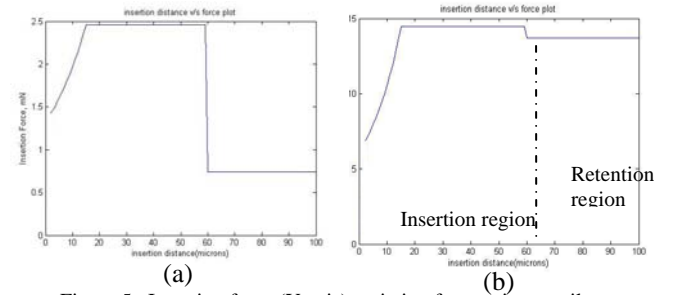 insertion distance v/s force plot
Insertion Force, mN
2.5
2
1.5
1
0.5
0
0 10 20 30 40 50 60 70 80 90 100
insertion distance(microns)
(a)
insertion distance v/s force plot
15
10
5
0
Insertion region
Retention
region
0 10 20 30 40 50 60 70 80 90 100
insertion distance(microns)
(b)